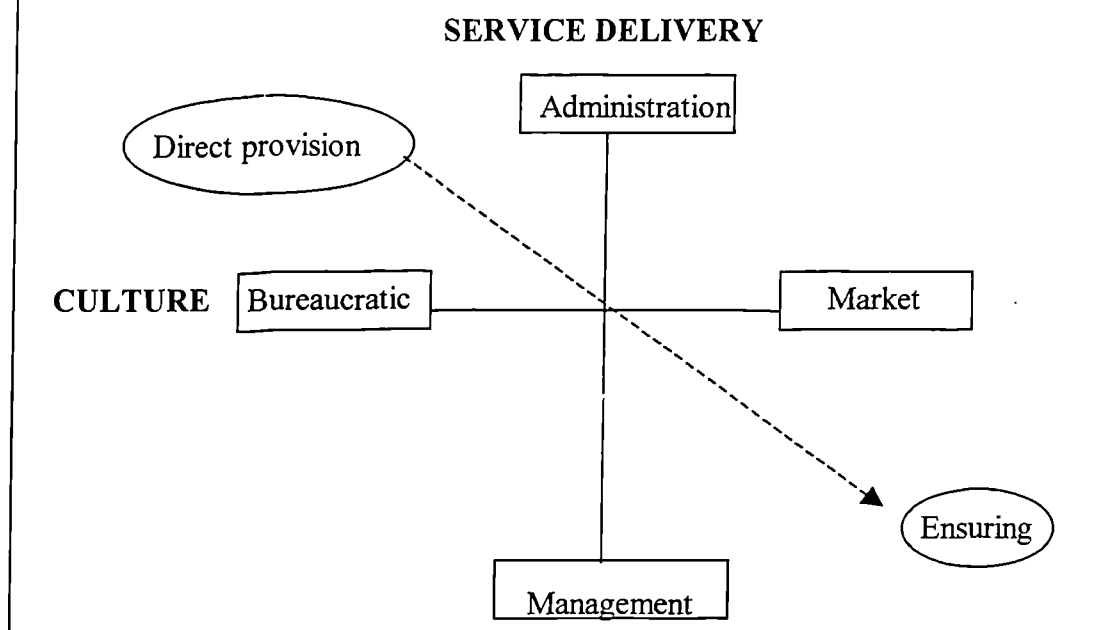 SERVICE DELIVERY
Administration
Direct provision
CULTURE
Bureaucratic
Market
Ensuring
Management